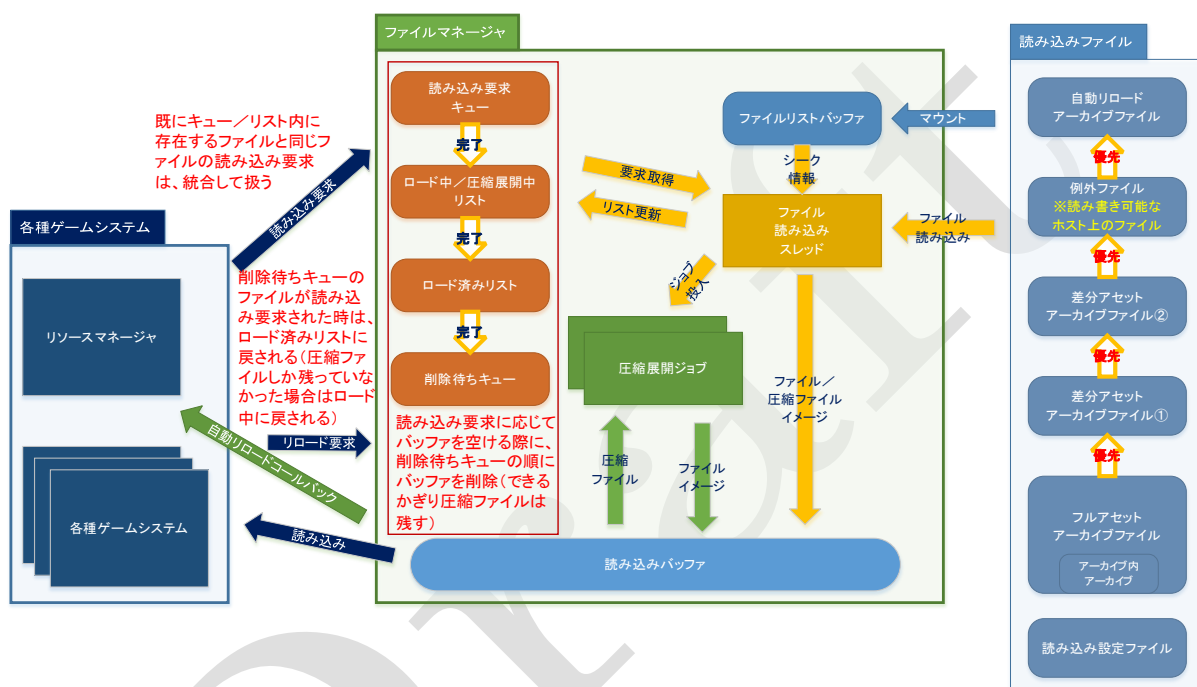 ファイルマネージャ
読み込みファイル
各種ゲームシステム
既にキュー／リスト内に
存在するファイルと同じフ
ァイルの読み込み要求
は、統合して扱う
読み込み要求
削除待ちキューの
ファイルが読み込
み要求された時は、
ロード済みリストに
戻される（圧縮ファ
イルしか残っていな
かった場合はロード
中に戻される）
リソースマネージャ
各種ゲームシステム
自動リロードコールバック
リロード要求
読み込み
読み込み要求
キュー
完了
ロード中／圧縮展開中
リスト
完了
ロード済みリスト
完了
削除待ちキュー
読み込み要求に応じて
バッファを空ける際に、
削除待ちキューの順に
バッファを削除（できる
かぎり圧縮ファイルは
残す）
要求取得
リスト更新
ファイルリストバッファ
マウント
シーク
情報
ファイル
読み込み
スレッド
ファイル
読み込み
ジョブ
投入
圧縮展開ジョブ
ファイル／
圧縮ファイル
イメージ
圧縮
ファイル
ファイル
イメージ
読み込みバッファ
自動リロード
アーカイブファイル
優先
例外ファイル
※読み書き可能な
ホスト上のファイル
優先
差分アセット
アーカイブファイル②
優先
差分アセット
アーカイブファイル①
優先
フルアセット
アーカイブファイル
アーカイブ内
アーカイブ
読み込み設定ファイル
Draft